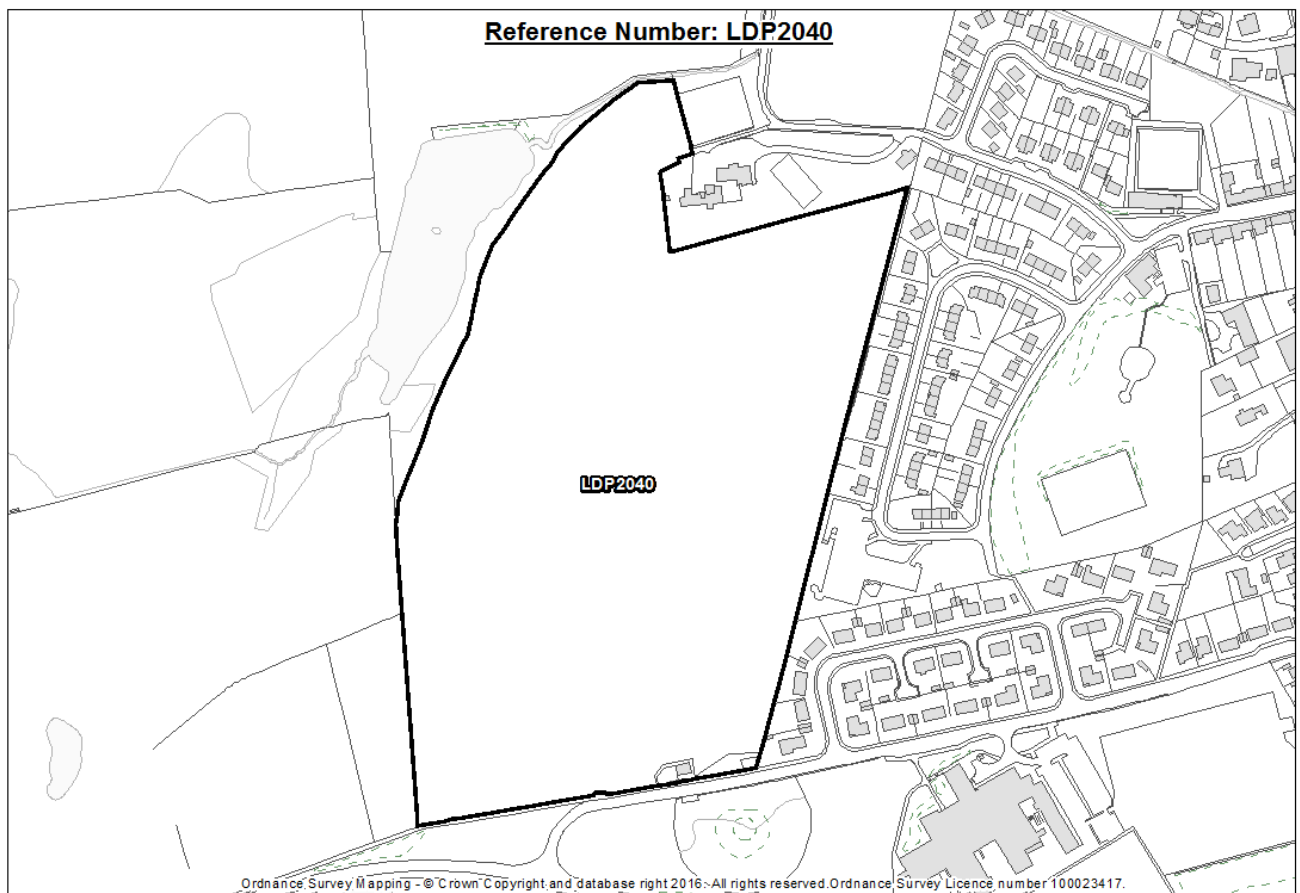 Reference Number: LDP2040
LDP2040
Ordnance Survey Mapping - © Crown Copyright and database right 2016. All rights reserved.Ordnance Survey Licence number 100023417.